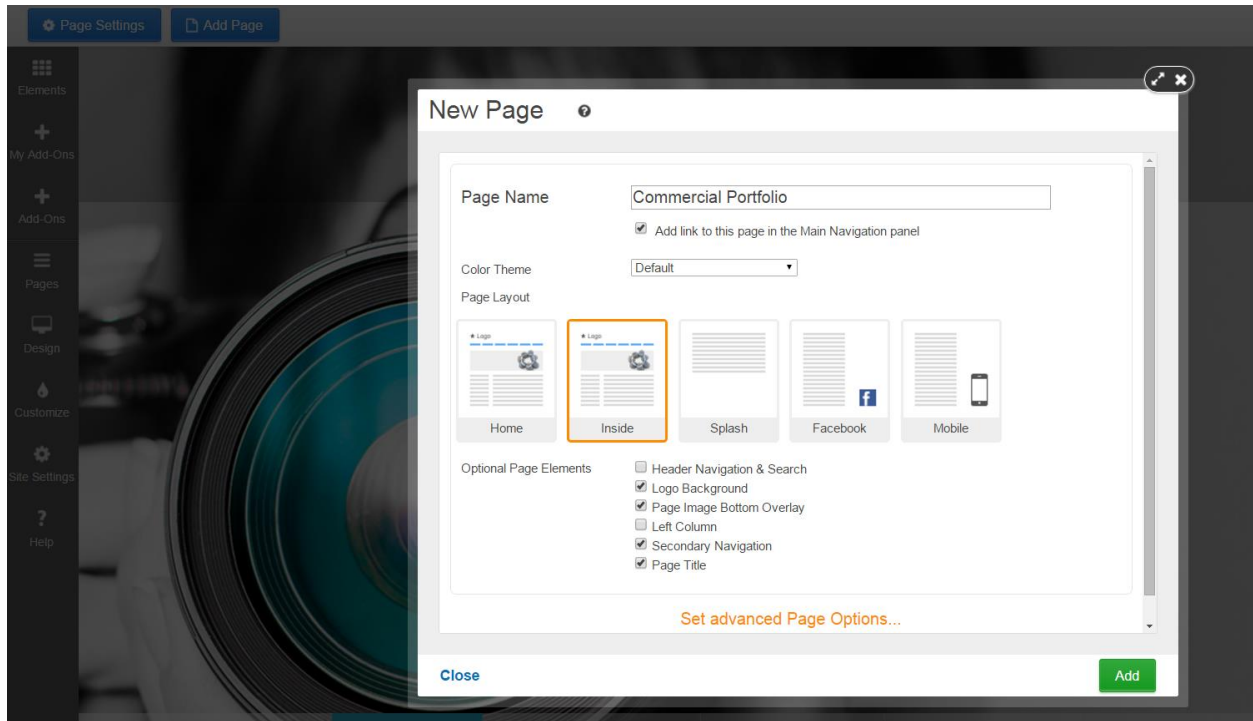 Page Settings
Add Page
Elements
My Add-Ons
Add-Ons
Pages
Design
Customize
Site Settings
?
Help
New Page ?
Page Name Commercial Portfolio
Add link to this page in the Main Navigation panel
Color Theme Default
Page Layout
Logo
Logo
f
Home Inside Splash Facebook Mobile
Optional Page Elements Header Navigation & Search
Logo Background
Page Image Bottom Overlay
Left Column
Secondary Navigation
Page Title
Set advanced Page Options...
Close Add